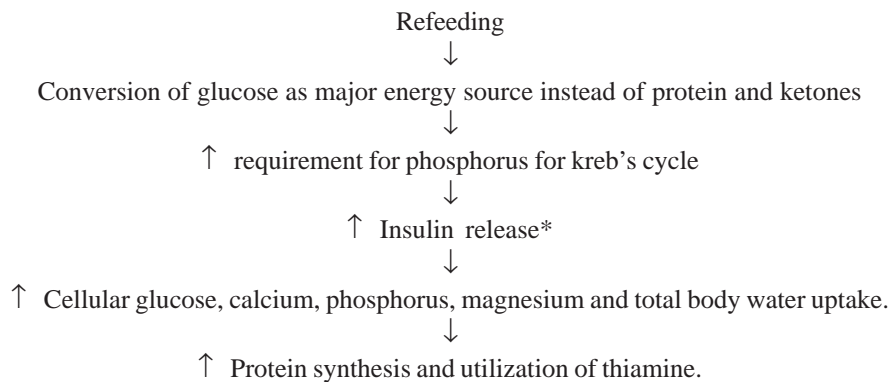 Refeeding
↓
Conversion of glucose as major energy source instead of protein and ketones
↓
↑ requirement for phosphorus for kreb's cycle
↓
↑ Insulin release*
↓
↑ Cellular glucose, calcium, phosphorus, magnesium and total body water uptake.
↓
↑ Protein synthesis and utilization of thiamine.